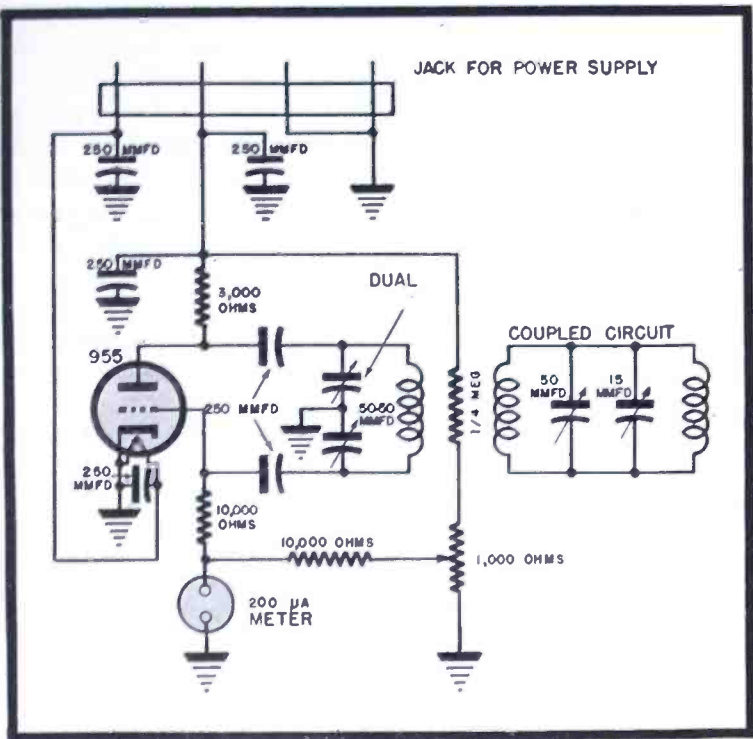 JACK FOR POWER SUPPLY
250 MMFD
250 MMFD
250 MMFD
3,000
OHMS
DUAL
COUPLED CIRCUIT
955
250 MMFD
50-50
MMFD
1/4 MEG
50
MMFD
15
MMFD
250
MMFD
10,000
OHMS
10,000 OHMS
1,000 OHMS
200 µA
METER